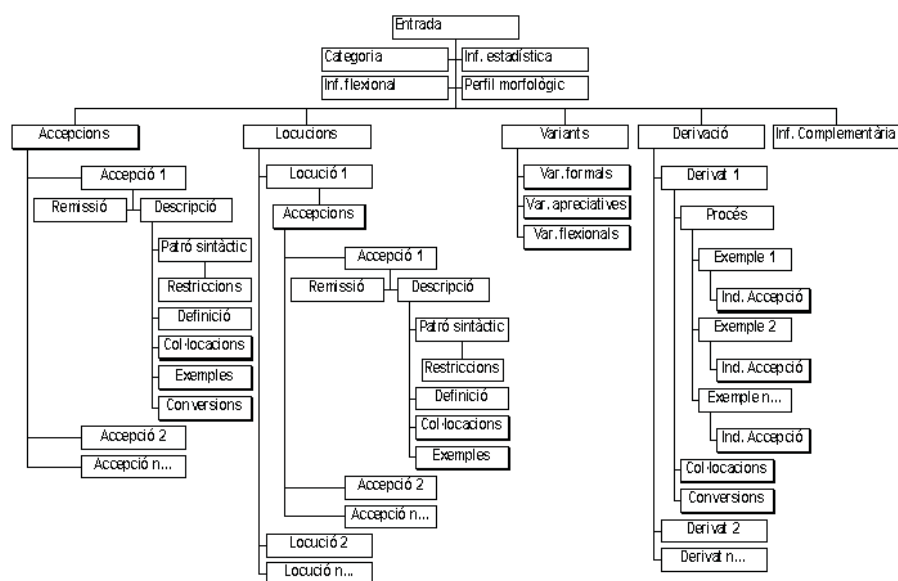 Entrada
Categoria
Inf. estadística
Inf. flexional
Perfil morfològic
Accepcions
Locucions
Variants
Derivació
Inf. Complementària
Accepció 1
Remissió
Descripció
Patró sintàctic
Restriccions
Definició
Col·locacions
Exemples
Conversions
Accepció 2
Accepció n...
Locució 1
Accepcions
Accepció 1
Remissió
Descripció
Patró sintàctic
Restriccions
Definició
Col·locacions
Exemples
Accepció 2
Accepció n...
Locució 2
Locució n...
Var. formals
Var. apreciatives
Var. flexionals
Derivat 1
Procés
Exemple 1
Ind. Accepció
Exemple 2
Ind. Accepció
Exemple n...
Ind. Accepció
Col·locacions
Conversions
Derivat 2
Derivat n...